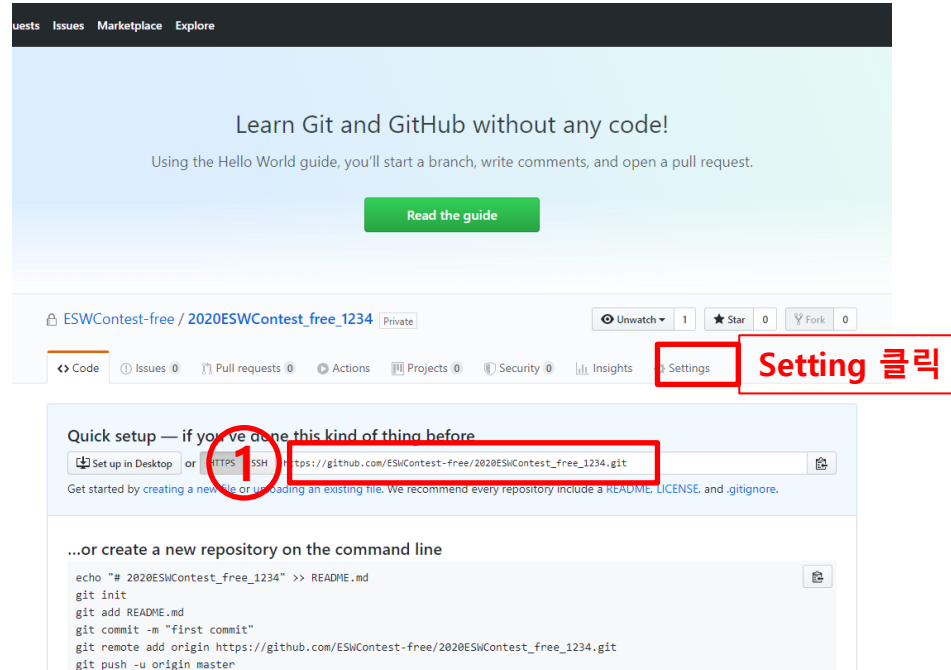 uests Issues Marketplace Explore
Learn Git and GitHub without any code!
Using the Hello World guide, you'll start a branch, write comments, and open a pull request.
Read the guide
ESWContest-free / 2020ESWContest_free_1234 Private
Unwatch 1 Star 0 Fork 0
Code Issues 0 Pull requests 0 Actions Projects 0 Security 0 Insights Settings
Setting 클릭
Quick setup — if you've done this kind of thing before
1
Set up in Desktop or HTTPS SSH https://github.com/ESWContest-free/2020ESWContest_free_1234.git
Get started by creating a new file or uploading an existing file. We recommend every repository include a README, LICENSE, and .gitignore.
...or create a new repository on the command line
echo "# 2020ESWContest_free_1234" >> README.md
git init
git add README.md
git commit -m "first commit"
git remote add origin https://github.com/ESWContest-free/2020ESWContest_free_1234.git
git push -u origin master